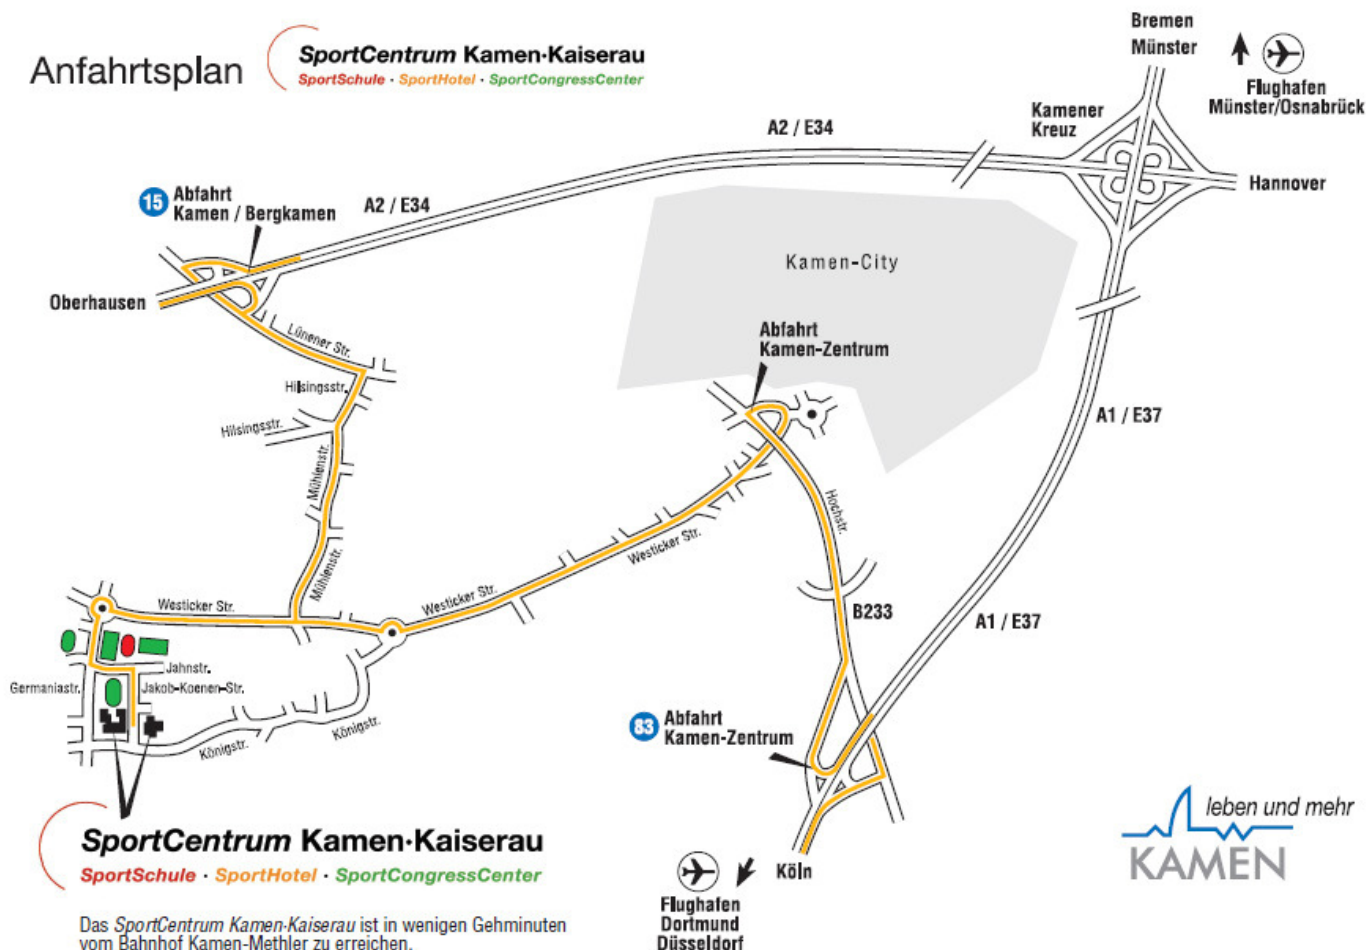 Anfahrtsplan
SportCentrum Kamen·Kaiserau
SportSchule · SportHotel · SportCongressCenter
Bremen
Münster
Flughafen
Münster/Osnabrück
Kamener
Kreuz
A2 / E34
Hannover
15
Abfahrt
Kamen / Bergkamen
A2 / E34
Kamen-City
Oberhausen
Lünener Str.
Abfahrt
Kamen-Zentrum
Hilsingsstr.
Hilsingsstr.
A1 / E37
Mühlenstr.
Hochstr.
Westicker Str.
Mühlenstr.
Westicker Str.
Westicker Str.
B233
A1 / E37
Jahnstr.
Germaniastr.
Jakob-Koenen-Str.
Königstr.
Königstr.
83
Abfahrt
Kamen-Zentrum
SportCentrum Kamen·Kaiserau
SportSchule · SportHotel · SportCongressCenter
Köln
Flughafen
Dortmund
Düsseldorf
leben und mehr
KAMEN
Das SportCentrum Kamen·Kaiserau ist in wenigen Gehminuten
vom Bahnhof Kamen-Methler zu erreichen.